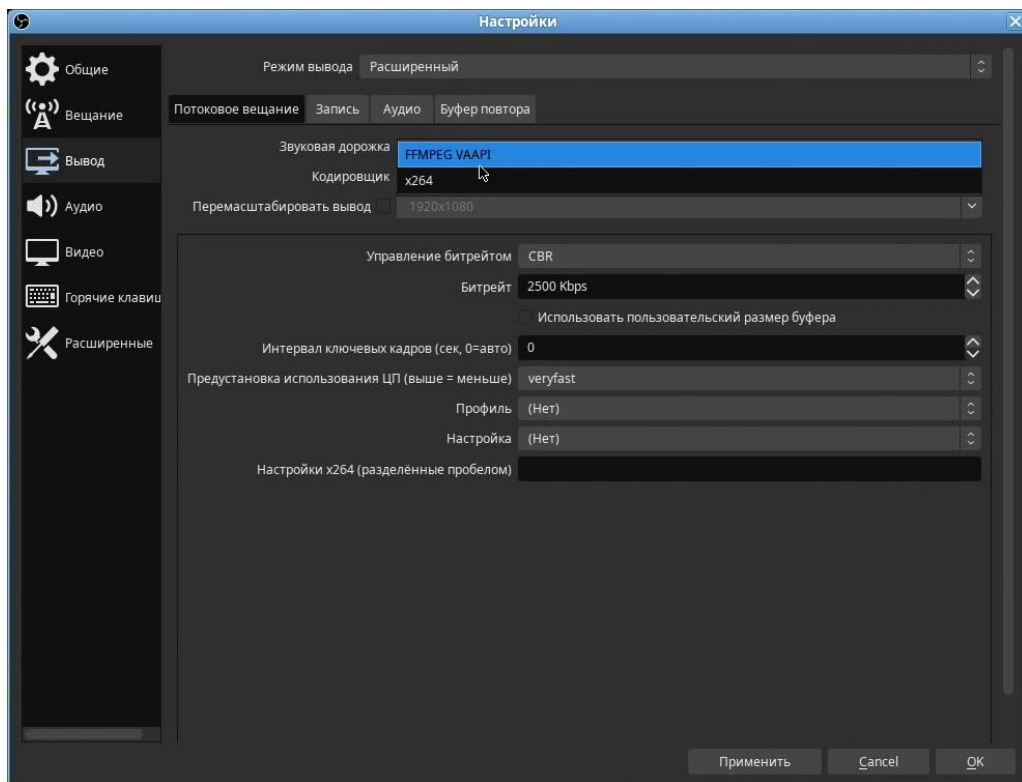 Настройки
Общие
Вещание
Вывод
Аудио
Видео
Горячие клавиш
Расширенные
Режим вывода Расширенный
Потоковое вещание Запись Аудио Буфер повтора
Звуковая дорожка
FFMPEG VAAPI
Кодировщик x264
Перемасштабировать вывод 1920x1080
Управление битрейтом CBR
Битрейт 2500 Kbps
Использовать пользовательский размер буфера
Интервал ключевых кадров (сек, 0=авто) 0
Предустановка использования ЦП (выше = меньше) veryfast
Профиль (Нет)
Настройка (Нет)
Настройки x264 (разделённые пробелом)
Применить Cancel OK